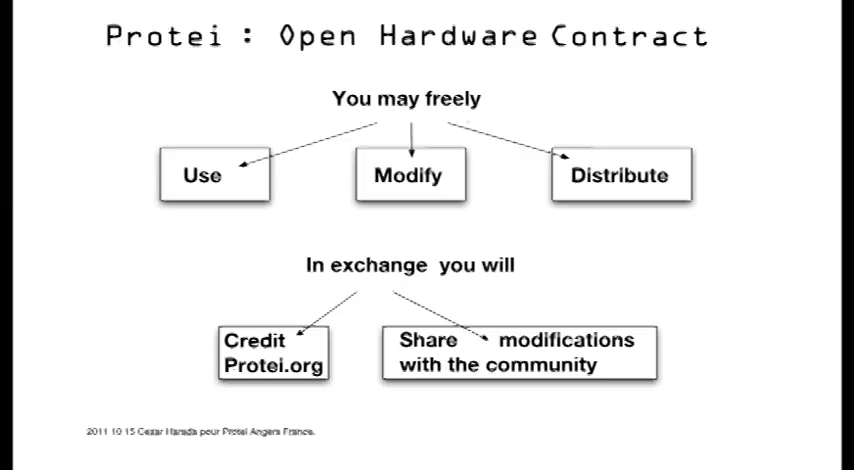 Protei : Open Hardware Contract
You may freely
Use
Modify
Distribute
In exchange you will
Credit
Protei.org
Share modifications
with the community
2011 10 15 Cezar Harada pour Protei Angers France.